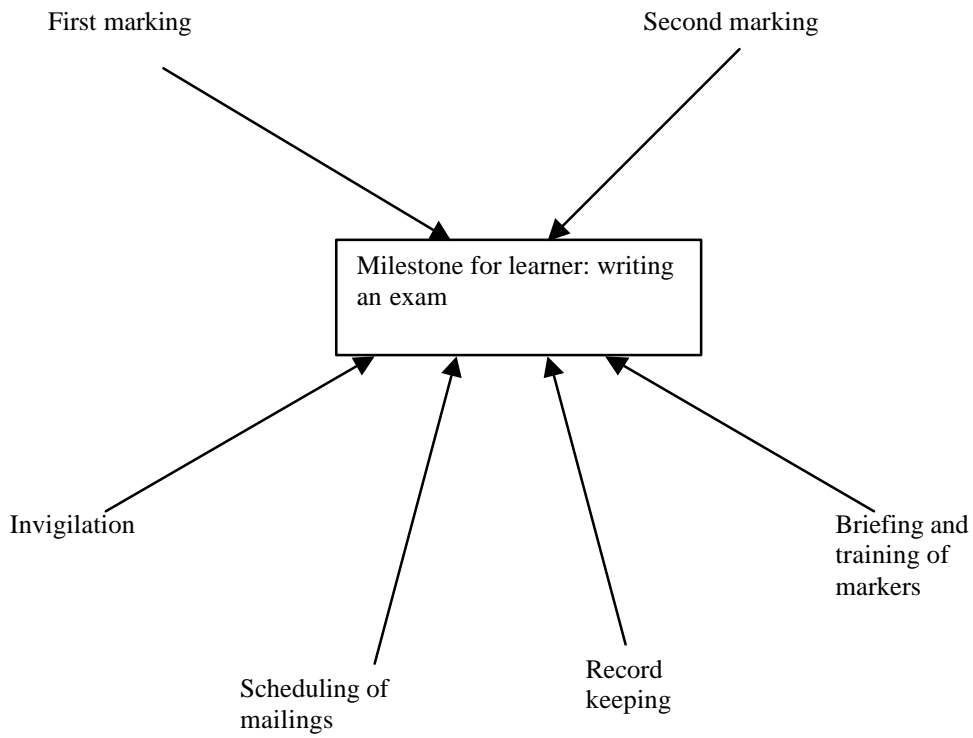 First marking
Second marking
Milestone for learner: writing
an exam
Invigilation
Briefing and
training of
markers
Scheduling of
mailings
Record
keeping